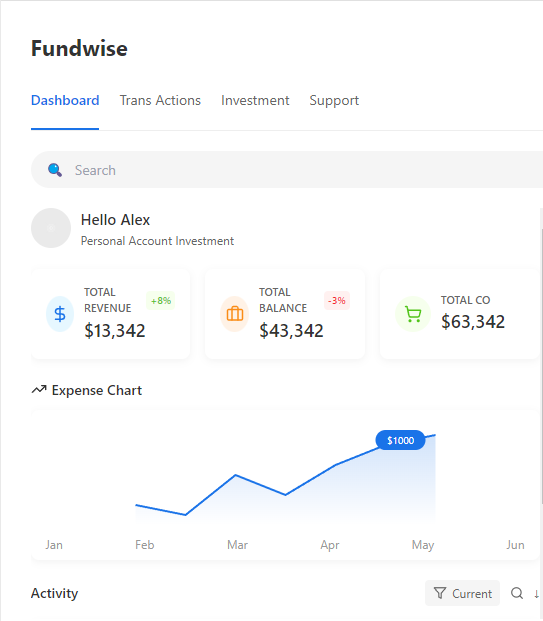 Fundwise
Dashboard Trans Actions Investment Support
Search
Hello Alex
Personal Account Investment
TOTAL
REVENUE
+8%
$13,342
TOTAL
BALANCE
-3%
$43,342
TOTAL CO
$63,342
Expense Chart
$1000
Jan Feb Mar Apr May Jun
Activity
Current